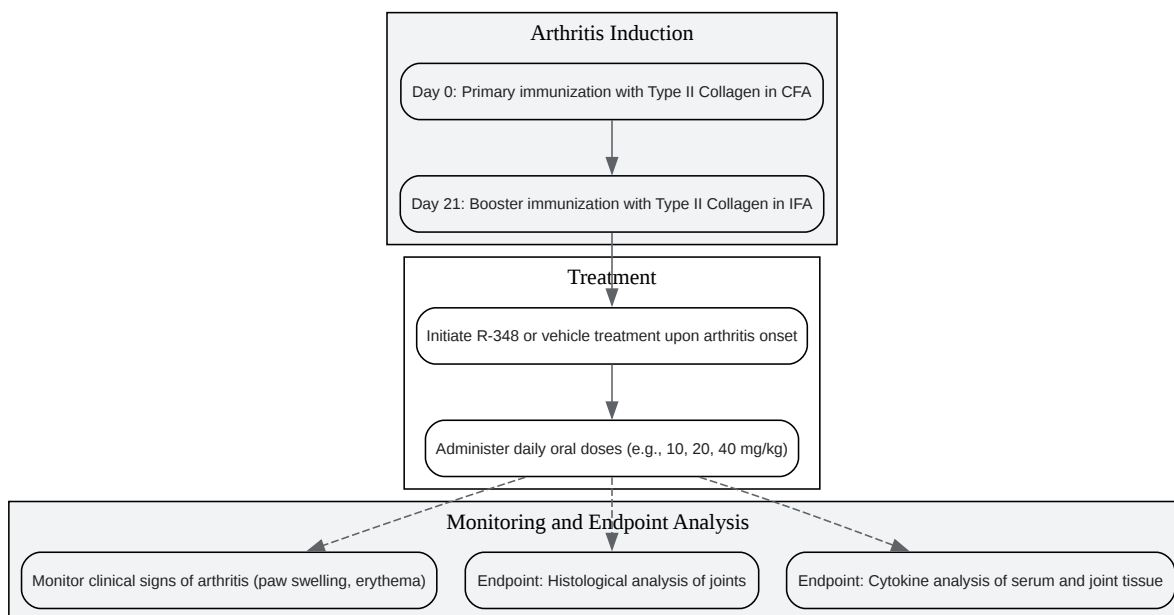 Arthritis Induction
Day 0: Primary immunization with Type II Collagen in CFA
Day 21: Booster immunization with Type II Collagen in IFA
Treatment
Initiate R-348 or vehicle treatment upon arthritis onset
Administer daily oral doses (e.g., 10, 20, 40 mg/kg)
Monitoring and Endpoint Analysis
Monitor clinical signs of arthritis (paw swelling, erythema)
Endpoint: Histological analysis of joints
Endpoint: Cytokine analysis of serum and joint tissue